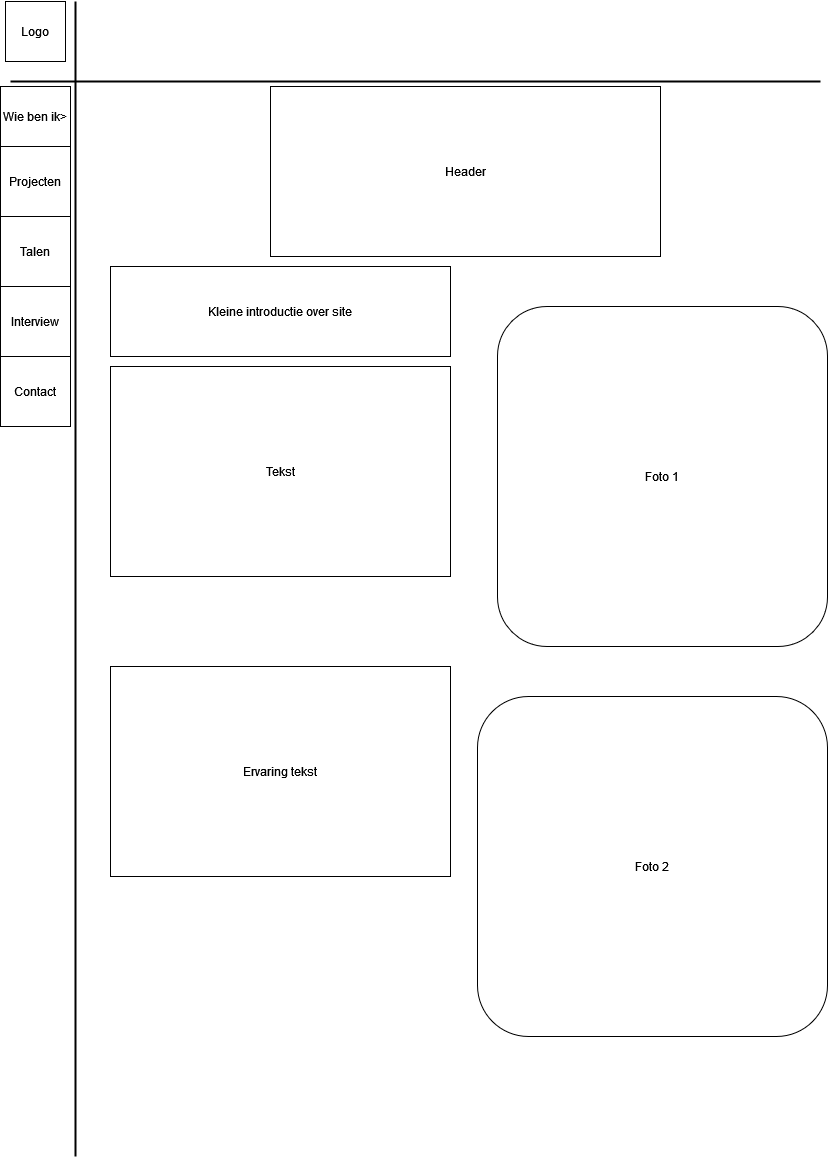 Logo
Wie ben ik>
Projecten
Talen
Interview
Contact
Header
Kleine introductie over site
Tekst
Foto 1
Ervaring tekst
Foto 2